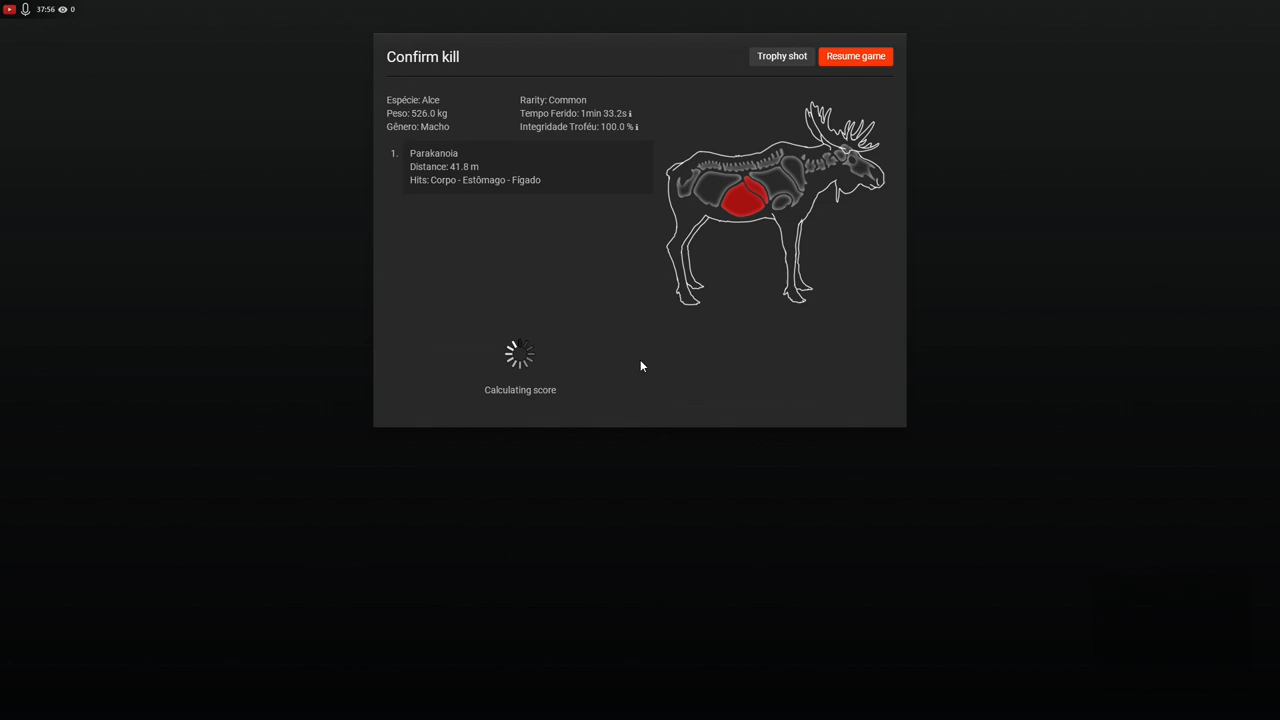 37:56 0
Confirm kill
Trophy shot
Resume game
Espécie: Alce
Peso: 526.0 kg
Gênero: Macho
Rarity: Common
Tempo Ferido: 1min 33.2s
Integridade Troféu: 100.0 %
1. Parakanoia
Distance: 41.8 m
Hits: Corpo - Estômago - Fígado
Calculating score